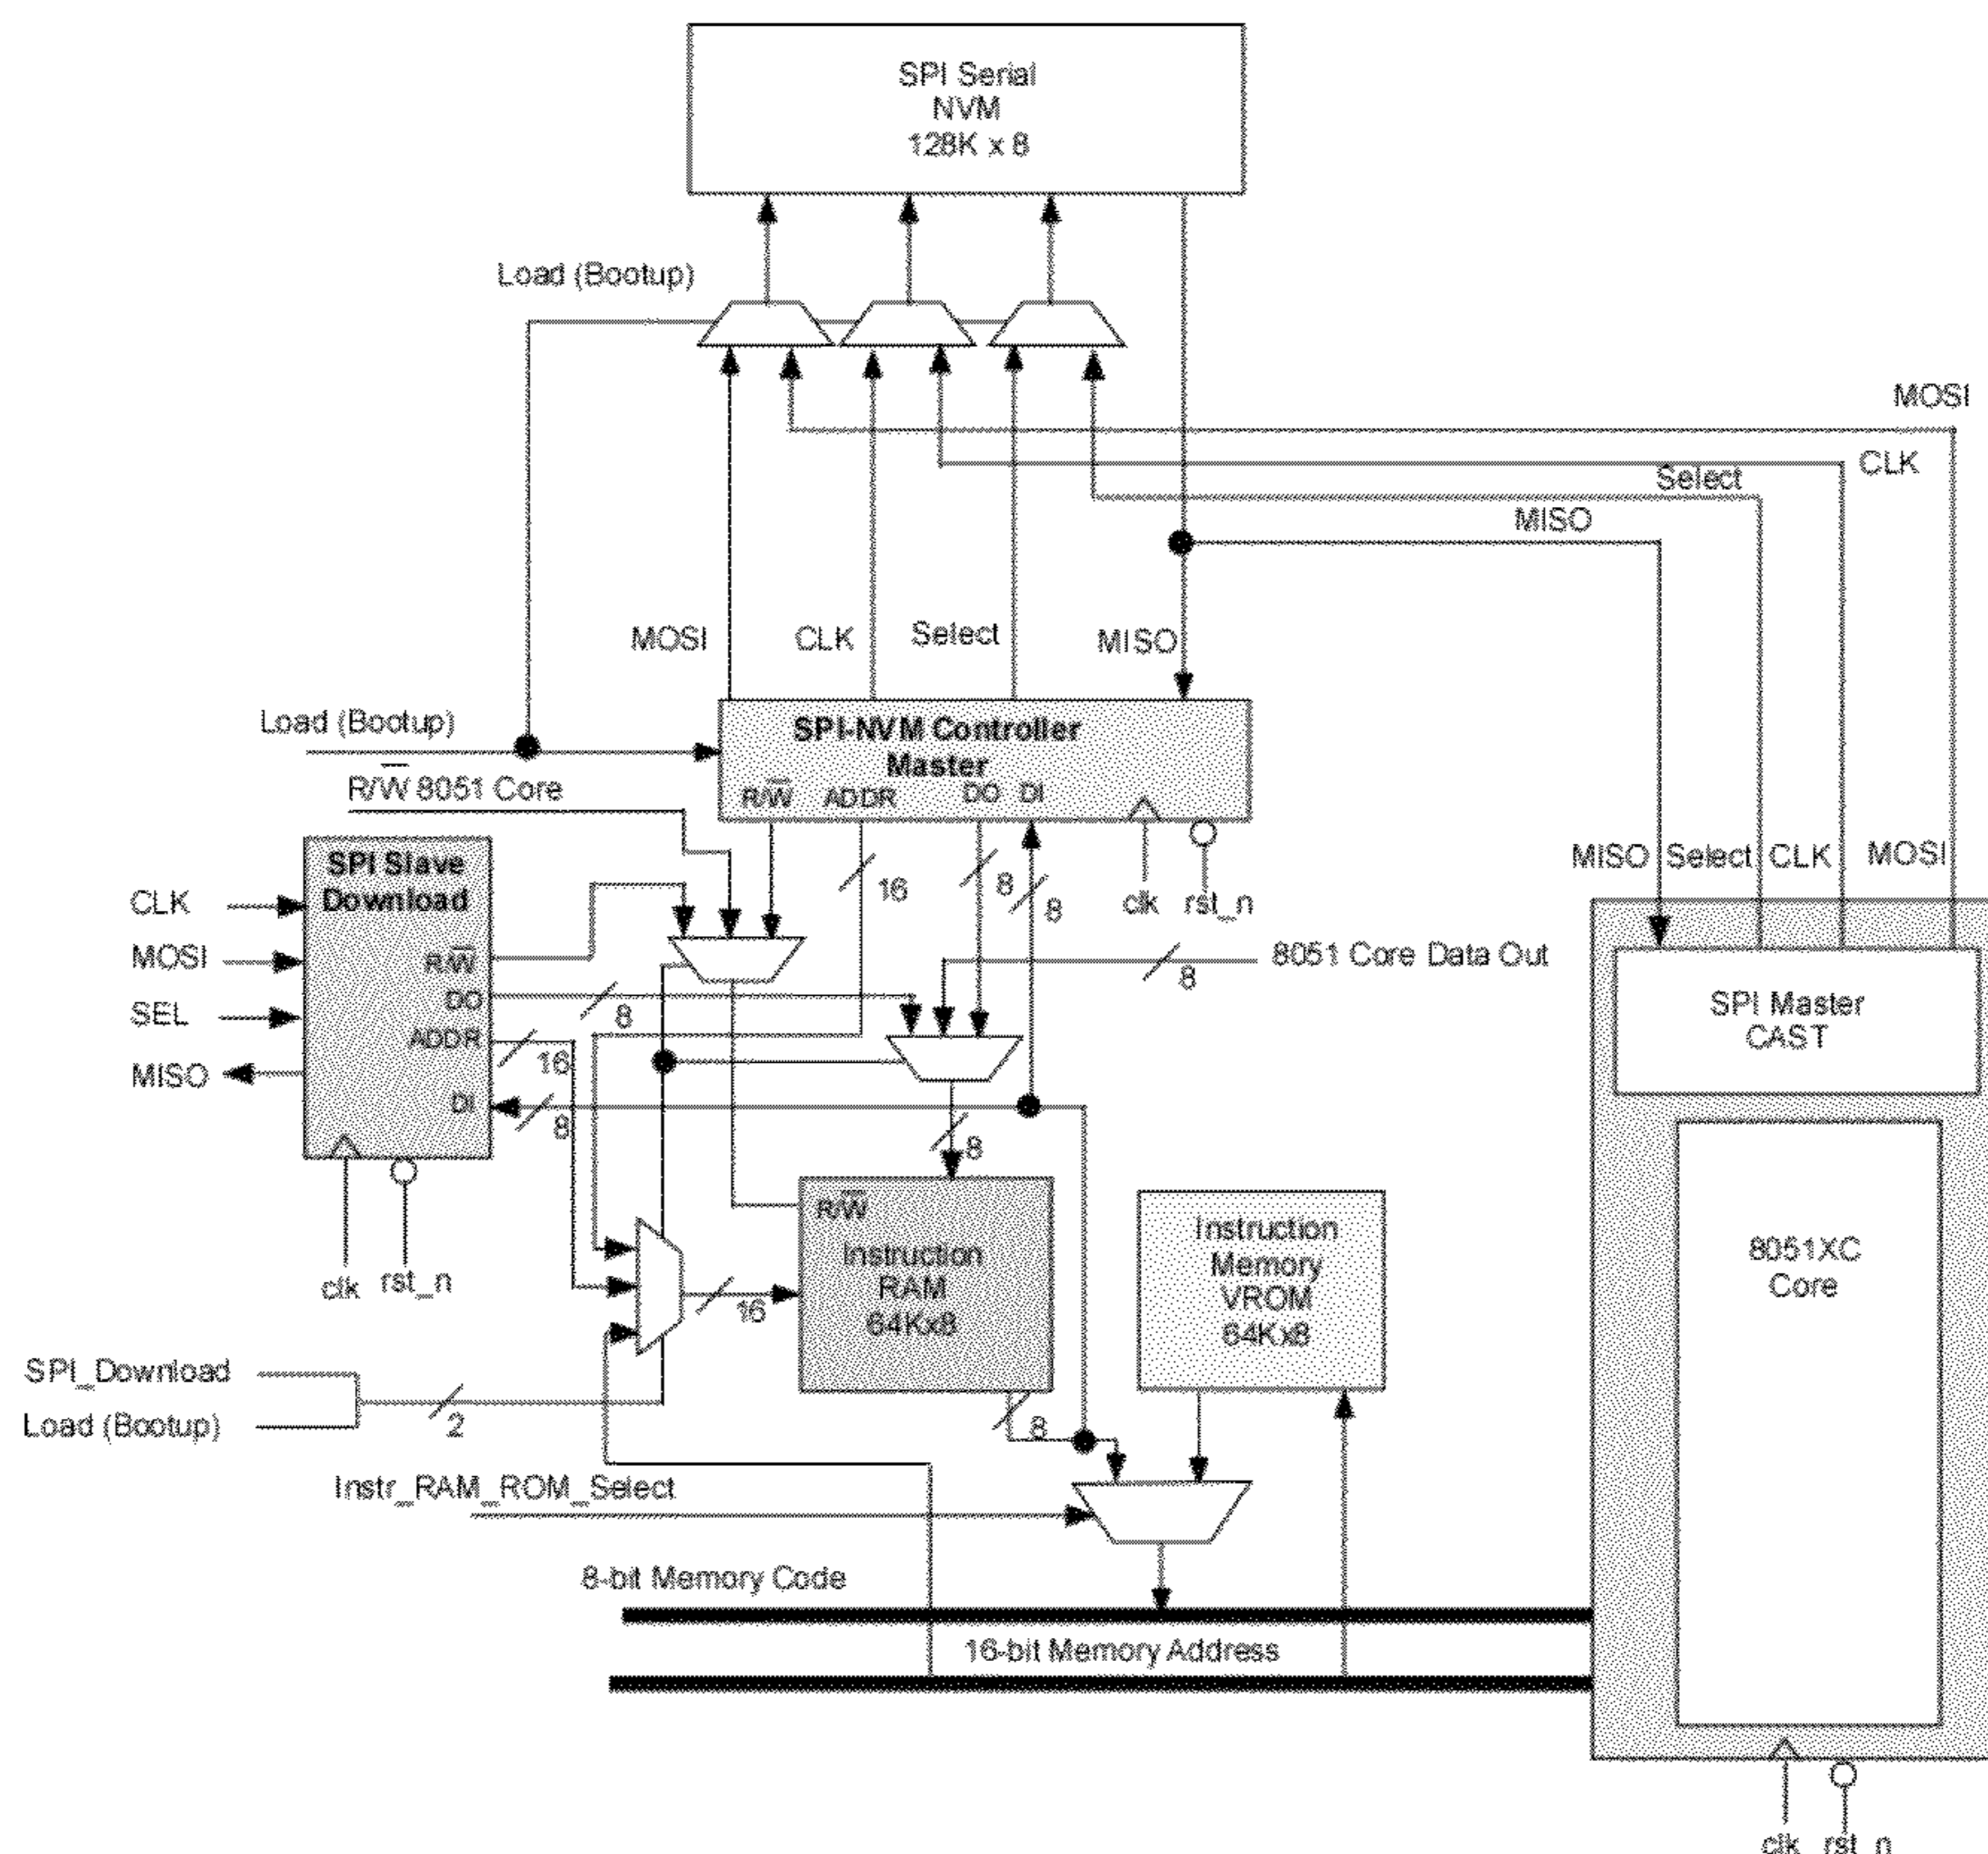 SPI Serial
NVM
128K x 8
Load (Bootup)
MOSI
CLK
Select
MISO
MOSI
CLK
Select
MISO
Load (Bootup)
SPI-NVM Controller
Master
R/W̅ ADDR DO DI
R/W̅ 8051 Core
16
8
8
clk
rst_n
MISO
Select
CLK
MOSI
SPI Slave
Download
CLK
MOSI
SEL
MISO
R/W̅
DO
ADDR
DI
8
16
8
clk
rst_n
8051 Core Data Out
8
SPI Master
CAST
8
R/W̅
Instruction
RAM
64Kx8
16
Instruction
Memory
VROM
64Kx8
8051XC
Core
SPI_Download
Load (Bootup)
2
8
Instr_RAM_ROM_Select
8-bit Memory Code
16-bit Memory Address
clk
rst_n